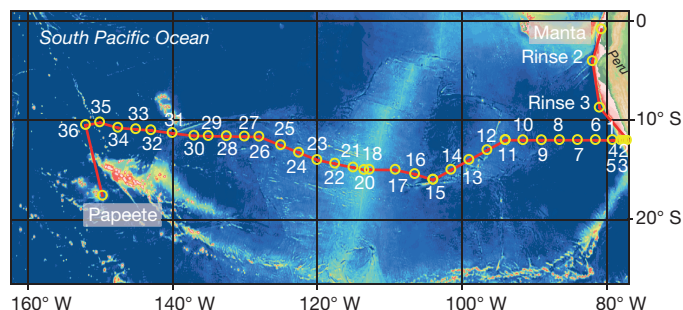 South Pacific Ocean
Manta
0
Rinse 2
Peru
Rinse 3
10° S
36 35 34 33 32 31 30 29 28 27 26 25 24 23 22 21 20 18 17 16 15 14 13 12 11 10 9 8 7 6 5 1 4 2 3
Papeete
20° S
160° W 140° W 120° W 100° W 80° W